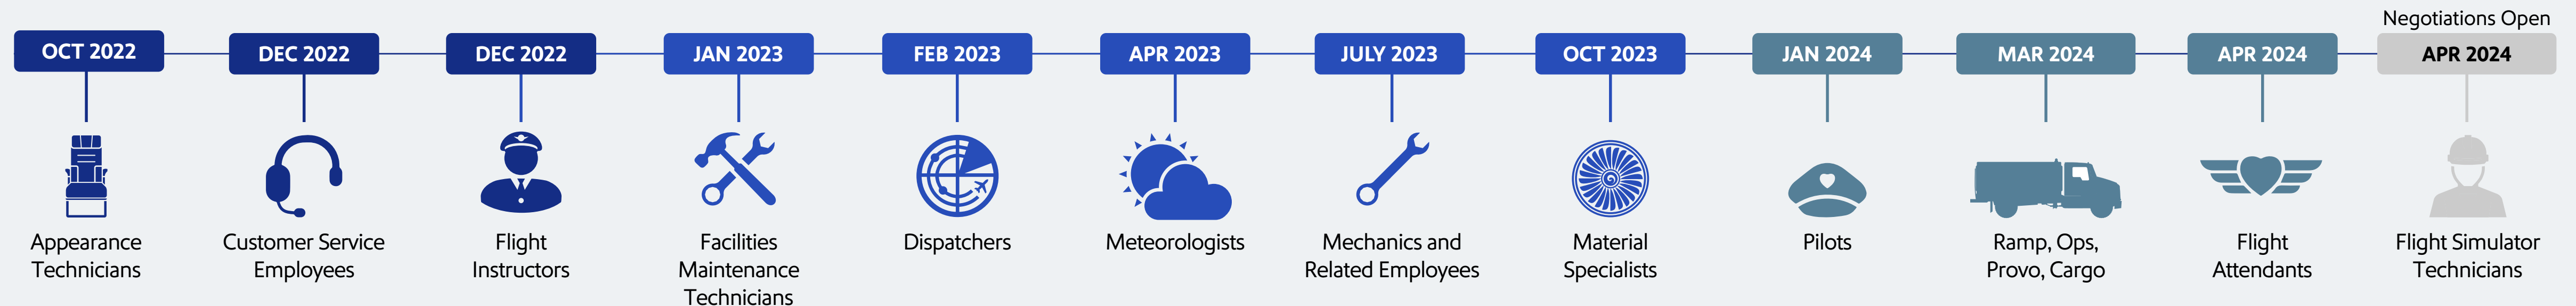 Negotiations Open
OCT 2022
DEC 2022
DEC 2022
JAN 2023
FEB 2023
APR 2023
JULY 2023
OCT 2023
JAN 2024
MAR 2024
APR 2024
APR 2024
Appearance
Technicians
Customer Service
Employees
Flight
Instructors
Facilities
Maintenance
Technicians
Dispatchers
Meteorologists
Mechanics and
Related Employees
Material
Specialists
Pilots
Ramp, Ops,
Provo, Cargo
Flight
Attendants
Flight Simulator
Technicians